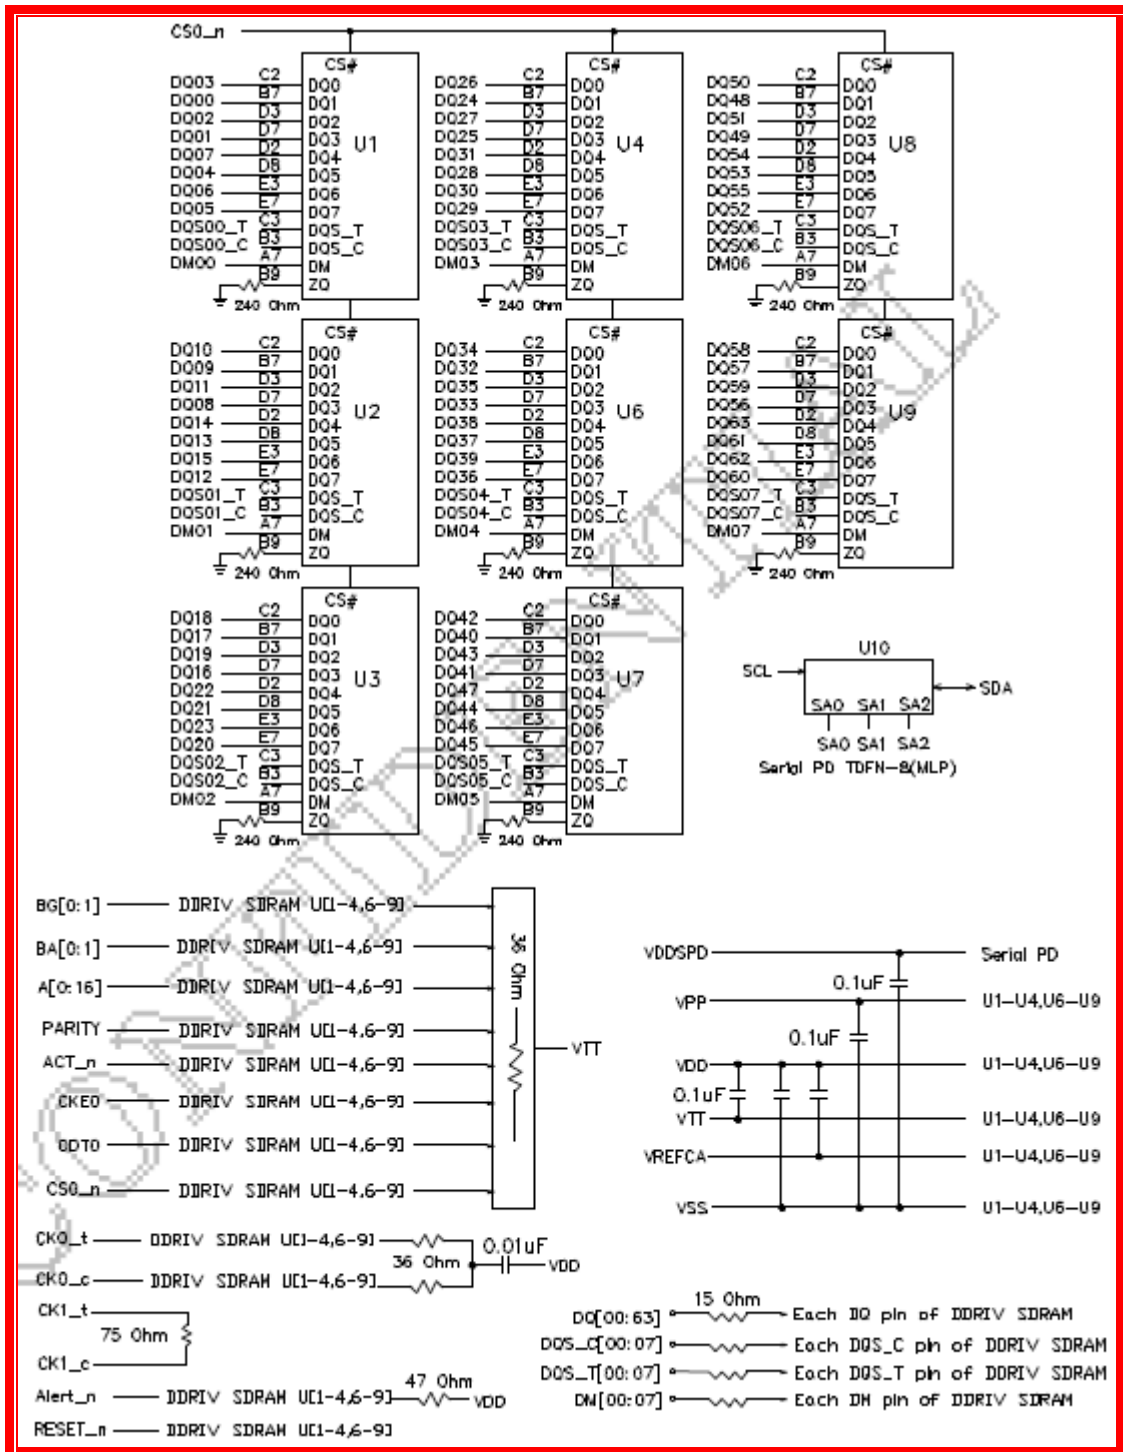 CS0_n
CS#
DQ03 C2 DQ0
DQ00 B7 DQ1
DQ02 D3 DQ2
DQ01 D7 DQ3
DQ07 D2 DQ4
DQ04 D8 DQ5
DQ06 E3 DQ6
DQ05 E7 DQ7
DQS00_T C3 DQS_T
DQS00_C B3 DQS_C
DM00 A7 DM
B9 ZQ
240 Ohm
U1
CS#
DQ26 C2 DQ0
DQ24 B7 DQ1
DQ27 D3 DQ2
DQ25 D7 DQ3
DQ31 D2 DQ4
DQ28 D8 DQ5
DQ30 E3 DQ6
DQ29 E7 DQ7
DQS03_T C3 DQS_T
DQS03_C B3 DQS_C
DM03 A7 DM
B9 ZQ
240 Ohm
U4
CS#
DQ50 C2 DQ0
DQ48 B7 DQ1
DQ51 D3 DQ2
DQ49 D7 DQ3
DQ54 D2 DQ4
DQ53 D8 DQ5
DQ55 E3 DQ6
DQ52 E7 DQ7
DQS06_T C3 DQS_T
DQS06_C B3 DQS_C
DM06 A7 DM
B9 ZQ
240 Ohm
U8
CS#
DQ10 C2 DQ0
DQ09 B7 DQ1
DQ11 D3 DQ2
DQ08 D7 DQ3
DQ14 D2 DQ4
DQ13 D8 DQ5
DQ15 E3 DQ6
DQ12 E7 DQ7
DQS01_T C3 DQS_T
DQS01_C B3 DQS_C
DM01 A7 DM
B9 ZQ
240 Ohm
U2
CS#
DQ34 C2 DQ0
DQ32 B7 DQ1
DQ35 D3 DQ2
DQ33 D7 DQ3
DQ38 D2 DQ4
DQ37 D8 DQ5
DQ39 E3 DQ6
DQ36 E7 DQ7
DQS04_T C3 DQS_T
DQS04_C B3 DQS_C
DM04 A7 DM
B9 ZQ
240 Ohm
U6
CS#
DQ58 C2 DQ0
DQ57 B7 DQ1
DQ59 D3 DQ2
DQ56 D7 DQ3
DQ63 D2 DQ4
DQ61 D8 DQ5
DQ62 E3 DQ6
DQ60 E7 DQ7
DQS07_T C3 DQS_T
DQS07_C B3 DQS_C
DM07 A7 DM
B9 ZQ
240 Ohm
U9
CS#
DQ18 C2 DQ0
DQ17 B7 DQ1
DQ19 D3 DQ2
DQ16 D7 DQ3
DQ22 D2 DQ4
DQ21 D8 DQ5
DQ23 E3 DQ6
DQ20 E7 DQ7
DQS02_T C3 DQS_T
DQS02_C B3 DQS_C
DM02 A7 DM
B9 ZQ
240 Ohm
U3
CS#
DQ42 C2 DQ0
DQ40 B7 DQ1
DQ43 D3 DQ2
DQ41 D7 DQ3
DQ47 D2 DQ4
DQ44 D8 DQ5
DQ46 E3 DQ6
DQ45 E7 DQ7
DQS05_T C3 DQS_T
DQS05_C B3 DQS_C
DM05 A7 DM
B9 ZQ
240 Ohm
U7
U10
SCL
SDA
SA0 SA1 SA2
SA0 SA1 SA2
Serial PD TDFN-8(MLP)
BG[0:1] DDRIV SDRAM U[1-4,6-9]
BA[0:1] DDRIV SDRAM U[1-4,6-9]
A[0:16] DDRIV SDRAM U[1-4,6-9]
PARITY DDRIV SDRAM U[1-4,6-9]
ACT_n DDRIV SDRAM U[1-4,6-9]
CKE0 DDRIV SDRAM U[1-4,6-9]
ODT0 DDRIV SDRAM U[1-4,6-9]
CS0_n DDRIV SDRAM U[1-4,6-9]
36 Ohm
VTT
VDDSPD Serial PD
0.1uF
VPP U1-U4,U6-U9
0.1uF
VDD U1-U4,U6-U9
0.1uF
VTT U1-U4,U6-U9
VREFCA U1-U4,U6-U9
VSS U1-U4,U6-U9
CK0_t DDRIV SDRAM U[1-4,6-9]
36 Ohm
0.01uF
VDD
CK0_c DDRIV SDRAM U[1-4,6-9]
CK1_t
75 Ohm
CK1_c
Alert_n DDRIV SDRAM U[1-4,6-9] 47 Ohm VDD
RESET_n DDRIV SDRAM U[1-4,6-9]
15 Ohm
DQ[00:63] Each DQ pin of DDRIV SDRAM
DQS_C[00:07] Each DQS_C pin of DDRIV SDRAM
DQS_T[00:07] Each DQS_T pin of DDRIV SDRAM
DM[00:07] Each DM pin of DDRIV SDRAM
CONFIDENTIAL